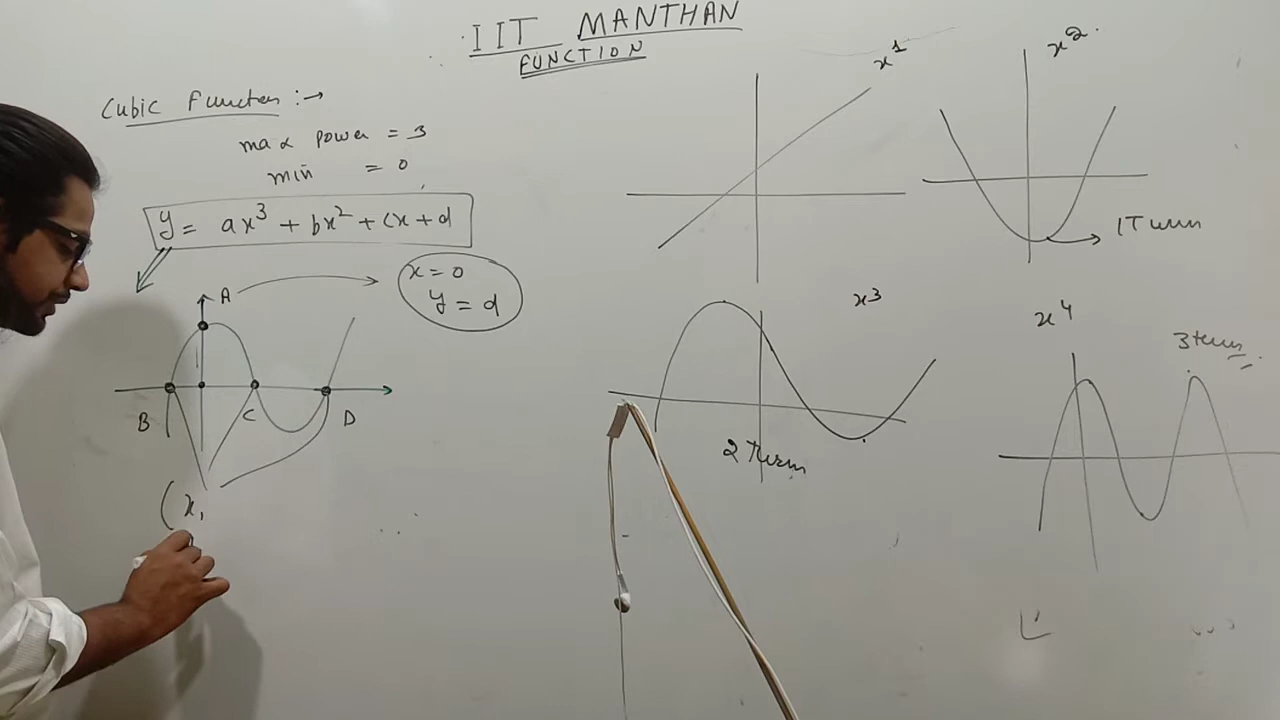 IIT MANTHAN
FUNCTION
Cubic Function :→
max power = 3
min = 0
y = ax³ + bx² + cx + d
A
x = 0
y = d
B
C
D
(x,
x¹
x²
1 Turn
x³
2 Turn
x⁴
3 turn